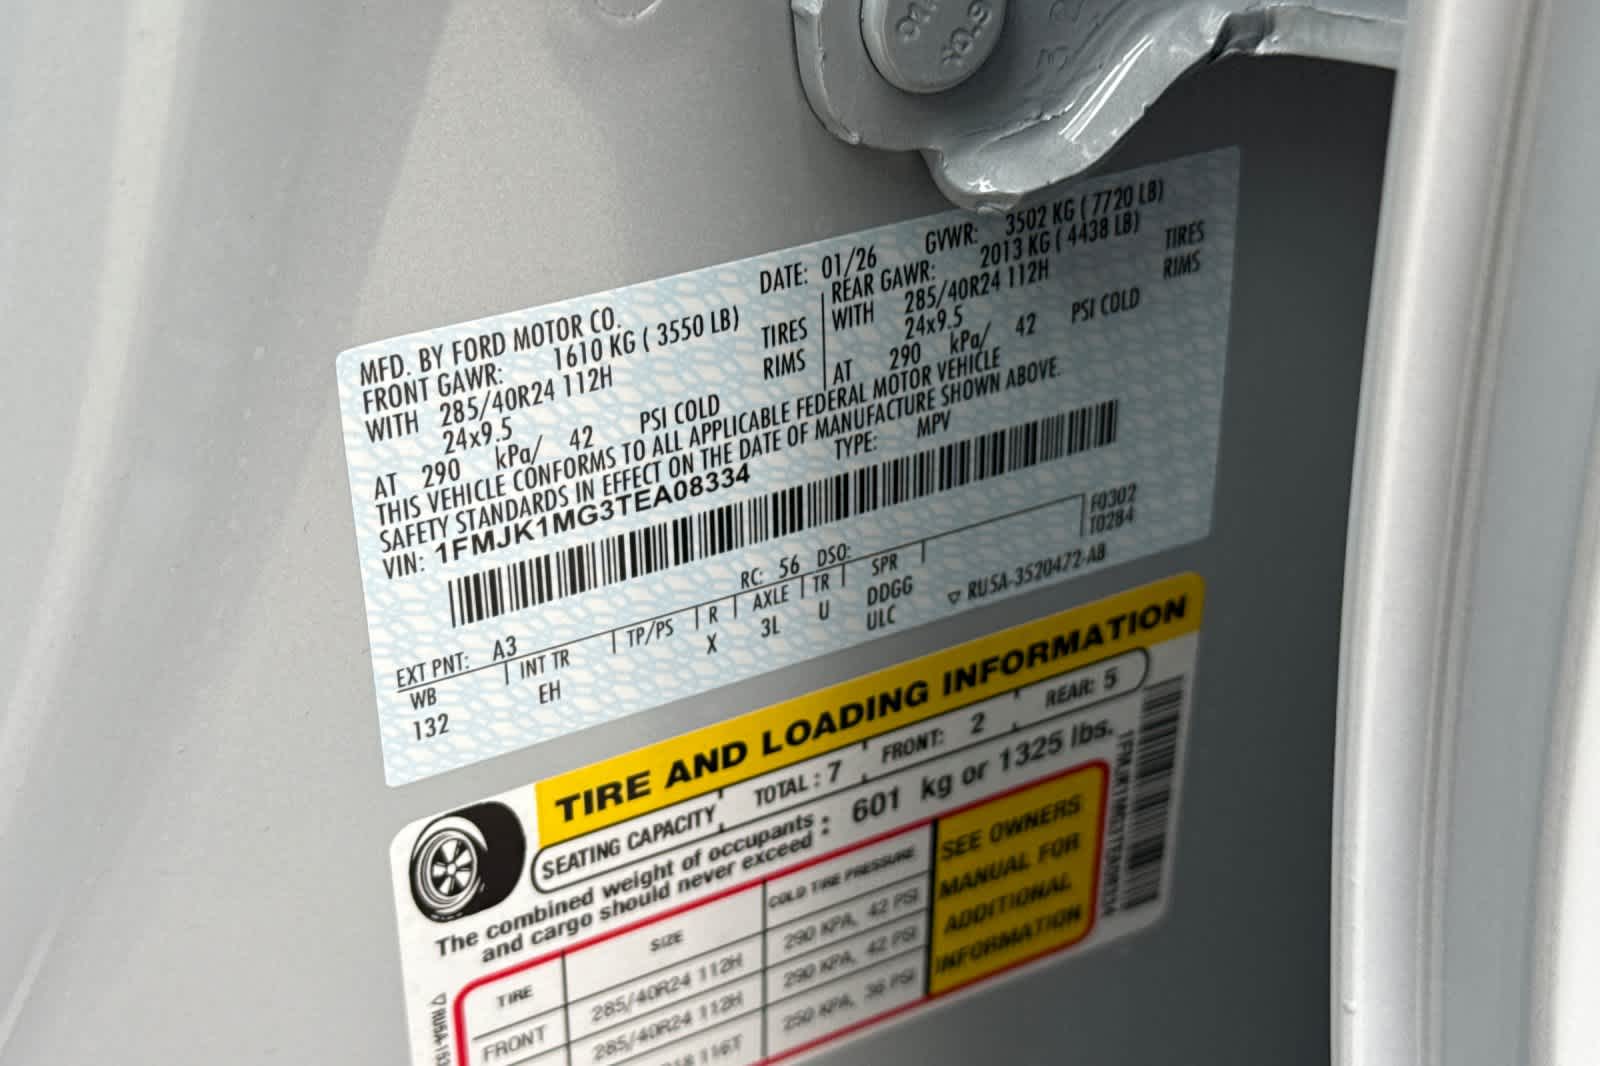 MFD. BY FORD MOTOR CO.
DATE: 01/26 GVWR: 3502 KG ( 7720 LB)
FRONT GAWR: 1610 KG ( 3550 LB)
WITH 285/40R24 112H TIRES
24x9.5 RIMS
AT 290 kPa/ 42 PSI COLD
REAR GAWR: 2013 KG ( 4438 LB)
WITH 285/40R24 112H TIRES
24x9.5 RIMS
AT 290 kPa/ 42 PSI COLD
THIS VEHICLE CONFORMS TO ALL APPLICABLE FEDERAL MOTOR VEHICLE
SAFETY STANDARDS IN EFFECT ON THE DATE OF MANUFACTURE SHOWN ABOVE.
VIN: 1FMJK1MG3TEA08334 TYPE: MPV
F0302
T0284
RC: 56 DSO:
EXT PNT: A3
WB INT TR TP/PS R AXLE TR SPR
132 EH X 3L U DDGG
ULC
▽ RU5A-3520472-AB
TIRE AND LOADING INFORMATION
SEATING CAPACITY TOTAL : 7 FRONT: 2 REAR: 5
The combined weight of occupants
and cargo should never exceed : 601 kg or 1325 lbs.
TIRE SIZE COLD TIRE PRESSURE
FRONT 285/40R24 112H 290 KPA, 42 PSI
285/40R24 112H 290 KPA, 42 PSI
116T 250 KPA, 36 PSI
SEE OWNERS
MANUAL FOR
ADDITIONAL
INFORMATION